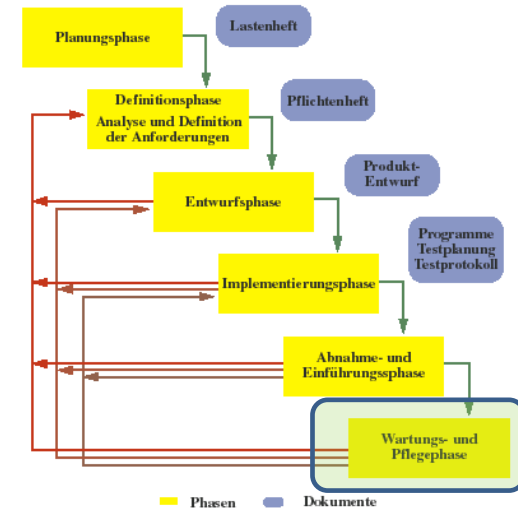 Planungsphase
Lastenheft
Definitionsphase
Analyse und Definition
der Anforderungen
Pflichtenheft
Entwurfsphase
Produkt-
Entwurf
Implementierungsphase
Programme
Testplanung
Testprotokoll
Abnahme- und
Einführungssphase
Wartungs- und
Pflegephase
Phasen
Dokumente